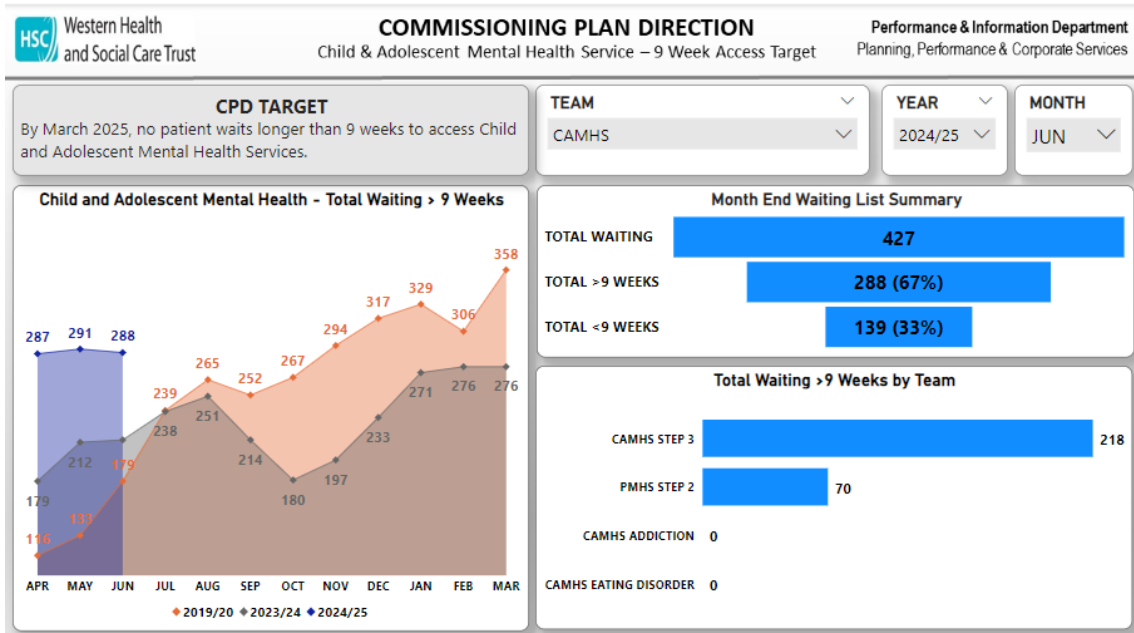 HSC
Western Health
and Social Care Trust
COMMISSIONING PLAN DIRECTION
Child & Adolescent Mental Health Service – 9 Week Access Target
Performance & Information Department
Planning, Performance & Corporate Services
CPD TARGET
By March 2025, no patient waits longer than 9 weeks to access Child
and Adolescent Mental Health Services.
TEAM
CAMHS
YEAR
2024/25
MONTH
JUN
Child and Adolescent Mental Health - Total Waiting > 9 Weeks
358
329
317
306
294
287 291 288
265
267
252
239
271 276 276
251
238
233
212
214
197
179
180
179
133
116
APR MAY JUN JUL AUG SEP OCT NOV DEC JAN FEB MAR
2019/20 2023/24 2024/25
Month End Waiting List Summary
TOTAL WAITING 427
TOTAL >9 WEEKS 288 (67%)
TOTAL <9 WEEKS 139 (33%)
Total Waiting >9 Weeks by Team
CAMHS STEP 3 218
PMHS STEP 2 70
CAMHS ADDICTION 0
CAMHS EATING DISORDER 0